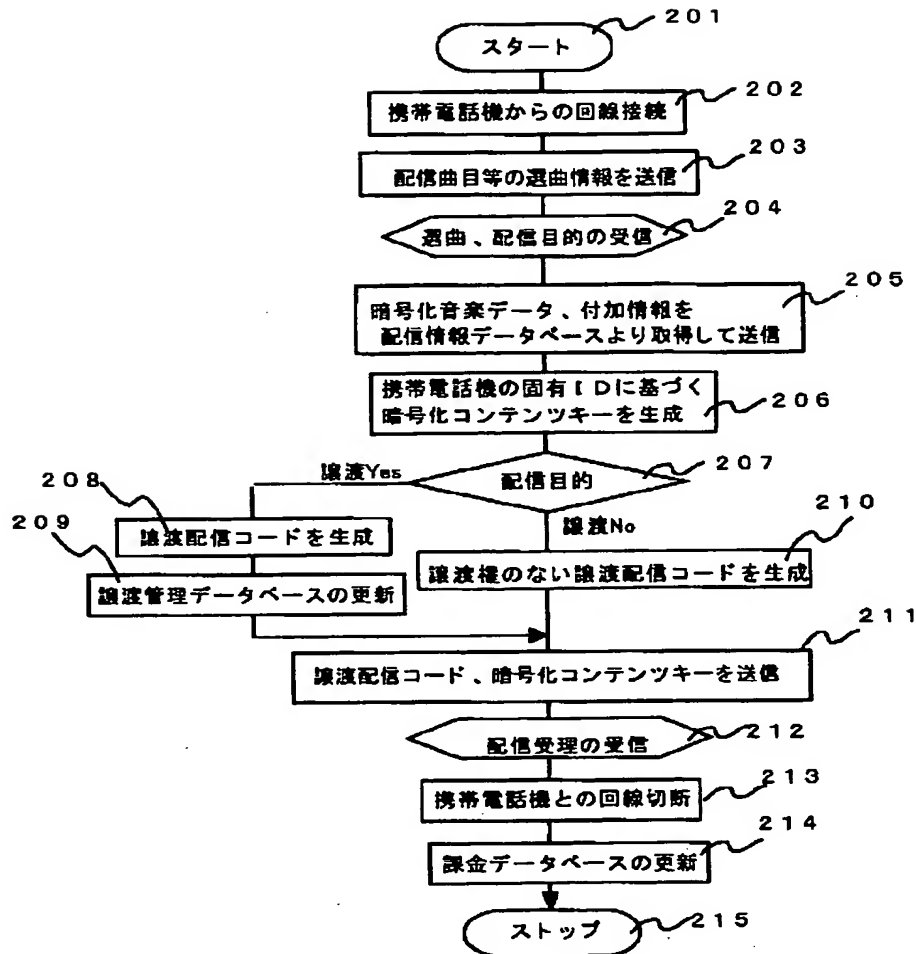 201
スタート
202
携帯電話機からの回線接続
203
配信曲目等の選曲情報を送信
204
選曲、配信目的の受信
205
暗号化音楽データ、付加情報を
配信情報データベースより取得して送信
携帯電話機の固有IDに基づく
暗号化コンテンツキーを生成
206
207
譲渡Yes
配信目的
208
譲渡No
209
譲渡配信コードを生成
210
譲渡権のない譲渡配信コードを生成
譲渡管理データベースの更新
211
譲渡配信コード、暗号化コンテンツキーを送信
212
配信受理の受信
213
携帯電話機との回線切断
214
課金データベースの更新
ストップ
215